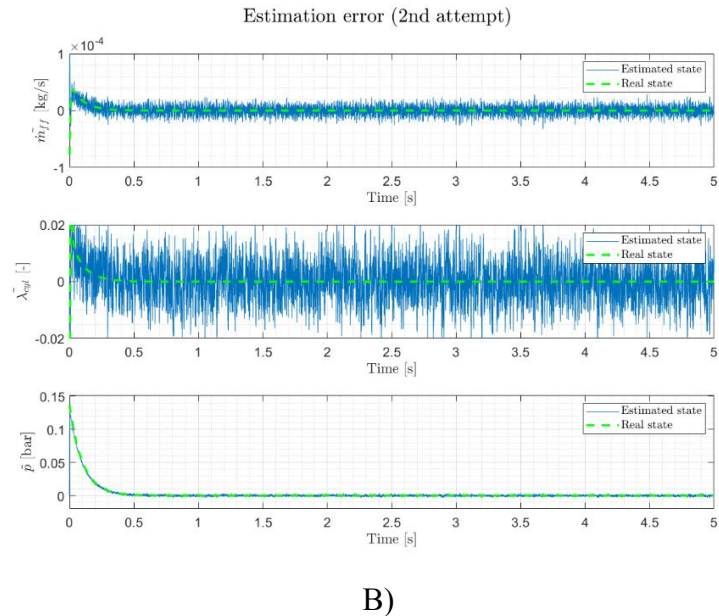 Estimation error (2nd attempt)
×10⁻⁴
1
0
-1
ṁ̃_ff [kg/s]
Estimated state
Real state
0 0.5 1 1.5 2 2.5 3 3.5 4 4.5 5
Time [s]
0.02
0
-0.02
λ̃_cyl [-]
Estimated state
Real state
0 0.5 1 1.5 2 2.5 3 3.5 4 4.5 5
Time [s]
0.15
0.1
0.05
0
p̃ [bar]
Estimated state
Real state
0 0.5 1 1.5 2 2.5 3 3.5 4 4.5 5
Time [s]
B)